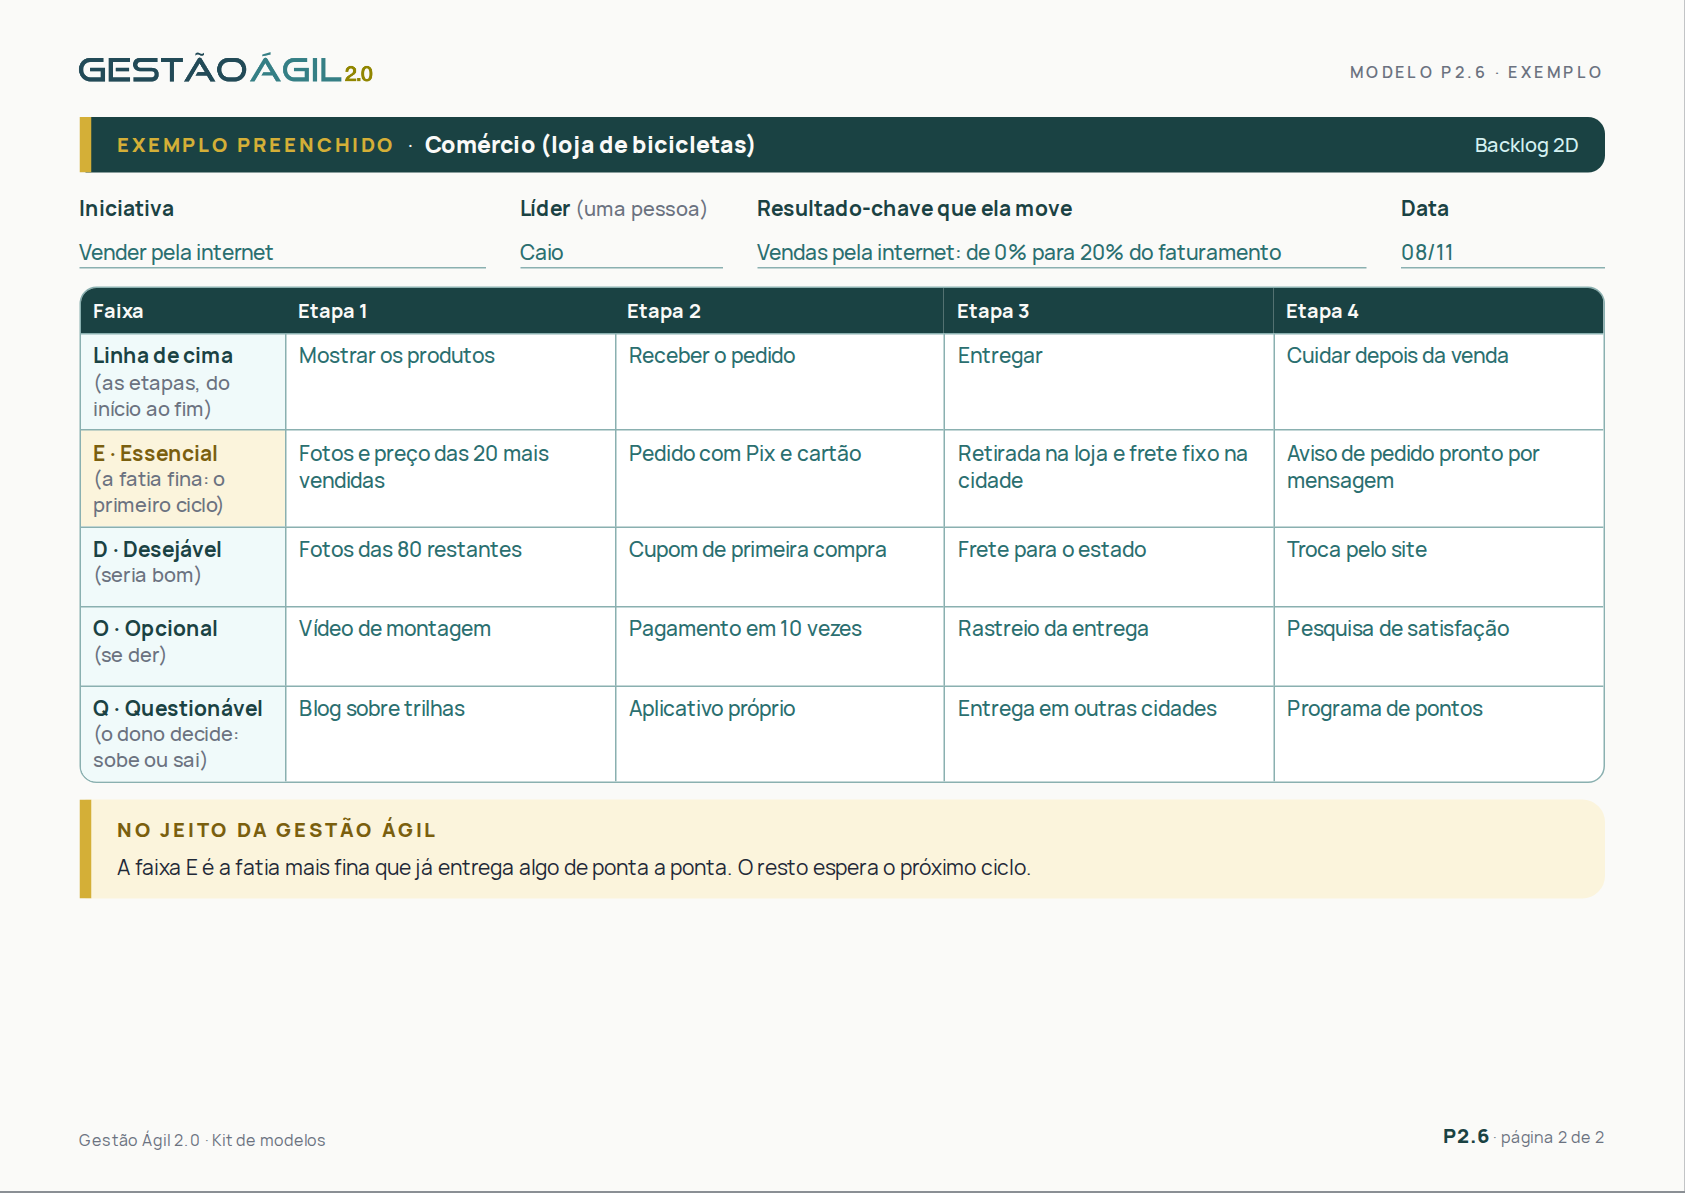 GESTÃOÁGIL2.0
MODELO P2.6 · EXEMPLO
EXEMPLO PREENCHIDO · Comércio (loja de bicicletas)
Backlog 2D
Iniciativa
Líder (uma pessoa)
Resultado-chave que ela move
Data
Vender pela internet
Caio
Vendas pela internet: de 0% para 20% do faturamento
08/11
Faixa
Etapa 1
Etapa 2
Etapa 3
Etapa 4
Linha de cima
(as etapas, do
início ao fim)
Mostrar os produtos
Receber o pedido
Entregar
Cuidar depois da venda
E · Essencial
(a fatia fina: o
primeiro ciclo)
Fotos e preço das 20 mais
vendidas
Pedido com Pix e cartão
Retirada na loja e frete fixo na
cidade
Aviso de pedido pronto por
mensagem
D · Desejável
(seria bom)
Fotos das 80 restantes
Cupom de primeira compra
Frete para o estado
Troca pelo site
O · Opcional
(se der)
Vídeo de montagem
Pagamento em 10 vezes
Rastreio da entrega
Pesquisa de satisfação
Q · Questionável
(o dono decide:
sobe ou sai)
Blog sobre trilhas
Aplicativo próprio
Entrega em outras cidades
Programa de pontos
NO JEITO DA GESTÃO ÁGIL
A faixa E é a fatia mais fina que já entrega algo de ponta a ponta. O resto espera o próximo ciclo.
Gestão Ágil 2.0 · Kit de modelos
P2.6 · página 2 de 2